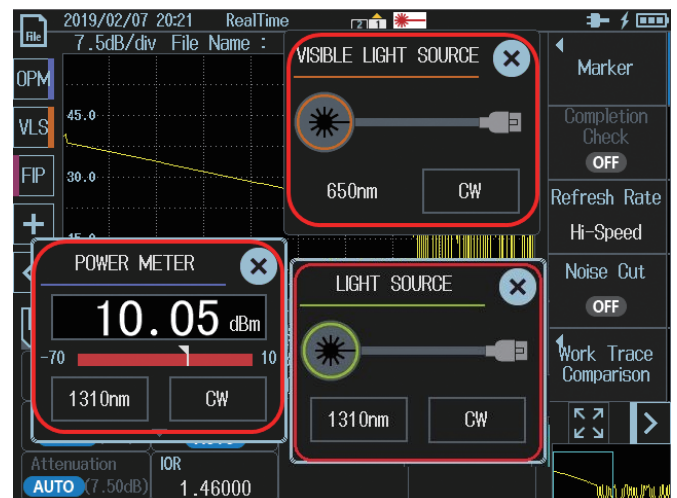 File
2019/02/07 20:21 RealTime
7.5dB/div File Name :
OPM
VLS
FIP
45.0
30.0
15.0
VISIBLE LIGHT SOURCE
650nm CW
POWER METER
10.05 dBm
-70 10
1310nm CW
LIGHT SOURCE
1310nm CW
Marker
Completion
Check
OFF
Refresh Rate
Hi-Speed
Noise Cut
OFF
Work Trace
Comparison
Attenuation
AUTO (7.50dB)
IOR
1.46000